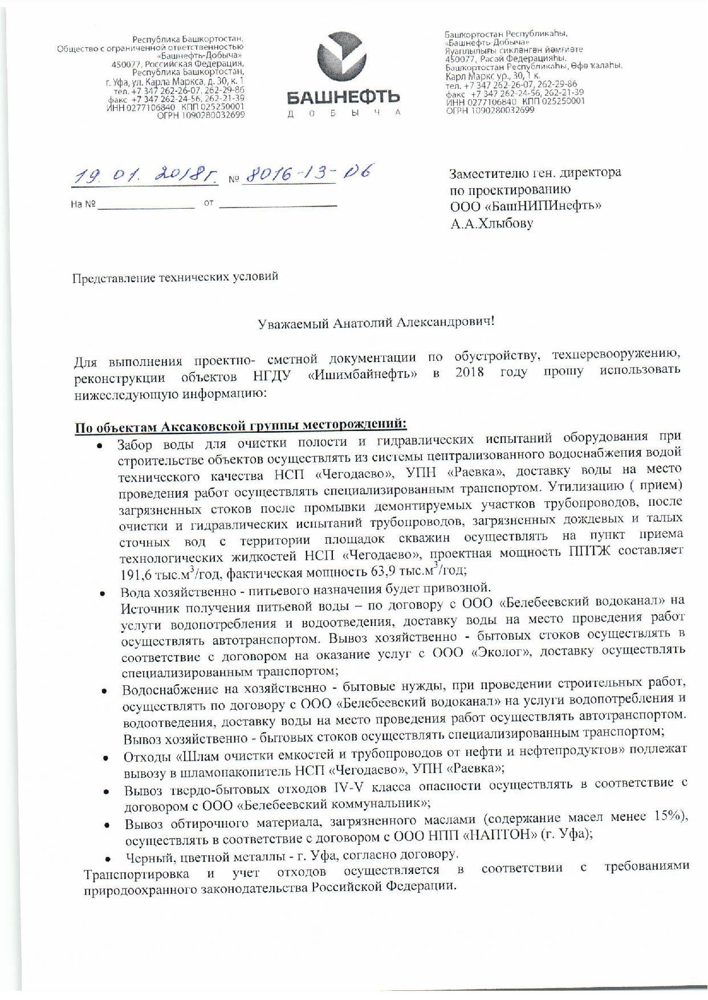 Республика Башкортостан,
Общество с ограниченной ответственностью
«Башнефть-Добыча»
450077, Российская Федерация,
Республика Башкортостан,
г. Уфа, ул. Карла Маркса, д. 30, к. 1
тел. +7 347 262-26-07, 262-29-86
факс +7 347 262-24-56, 262-21-39
ИНН 0277106840 КПП 025250001
ОГРН 1090280032699
БАШНЕФТЬ
ДОБЫЧА
Башҡортостан Республикаһы,
«Башнефть-Добыча»
Яуаплылығы сикләнгән йәмғиәте
450077, Рәсәй Федерацияһы,
Башҡортостан Республикаһы, Өфө ҡалаһы,
Карл Маркс ур., 30, 1 к.
тел. +7 347 262-26-07, 262-29-86
факс +7 347 262-24-56, 262-21-39
ИНН 0277106840 КПП 025250001
ОГРН 1090280032699
19. 01. 2018г. № 8016-13-06
На № от
Заместителю ген. директора
по проектированию
ООО «БашНИПИнефть»
А.А.Хлыбову
Представление технических условий
Уважаемый Анатолий Александрович!
Для выполнения проектно- сметной документации по обустройству, техперевооружению,
реконструкции объектов НГДУ «Ишимбайнефть» в 2018 году прошу использовать
нижеследующую информацию:
По объектам Аксаковской группы месторождений:
• Забор воды для очистки полости и гидравлических испытаний оборудования при
строительстве объектов осуществлять из системы централизованного водоснабжения водой
технического качества НСП «Чегодаево», УПН «Раевка», доставку воды на место
проведения работ осуществлять специализированным транспортом. Утилизацию ( прием)
загрязненных стоков после промывки демонтируемых участков трубопроводов, после
очистки и гидравлических испытаний трубопроводов, загрязненных дождевых и талых
сточных вод с территории площадок скважин осуществлять на пункт приема
технологических жидкостей НСП «Чегодаево», проектная мощность ППТЖ составляет
191,6 тыс.м³/год, фактическая мощность 63,9 тыс.м³/год;
• Вода хозяйственно - питьевого назначения будет привозной.
Источник получения питьевой воды – по договору с ООО «Белебеевский водоканал» на
услуги водопотребления и водоотведения, доставку воды на место проведения работ
осуществлять автотранспортом. Вывоз хозяйственно - бытовых стоков осуществлять в
соответствие с договором на оказание услуг с ООО «Эколог», доставку осуществлять
специализированным транспортом;
• Водоснабжение на хозяйственно - бытовые нужды, при проведении строительных работ,
осуществлять по договору с ООО «Белебеевский водоканал» на услуги водопотребления и
водоотведения, доставку воды на место проведения работ осуществлять автотранспортом.
Вывоз хозяйственно - бытовых стоков осуществлять специализированным транспортом;
• Отходы «Шлам очистки емкостей и трубопроводов от нефти и нефтепродуктов» подлежат
вывозу в шламонакопитель НСП «Чегодаево», УПН «Раевка»;
• Вывоз твердо-бытовых отходов IV-V класса опасности осуществлять в соответствие с
договором с ООО «Белебеевский коммунальник»;
• Вывоз обтирочного материала, загрязненного маслами (содержание масел менее 15%),
осуществлять в соответствие с договором с ООО НПП «НАПТОН» (г. Уфа);
• Черный, цветной металлы - г. Уфа, согласно договору.
Транспортировка и учет отходов осуществляется в соответствии с требованиями
природоохранного законодательства Российской Федерации.